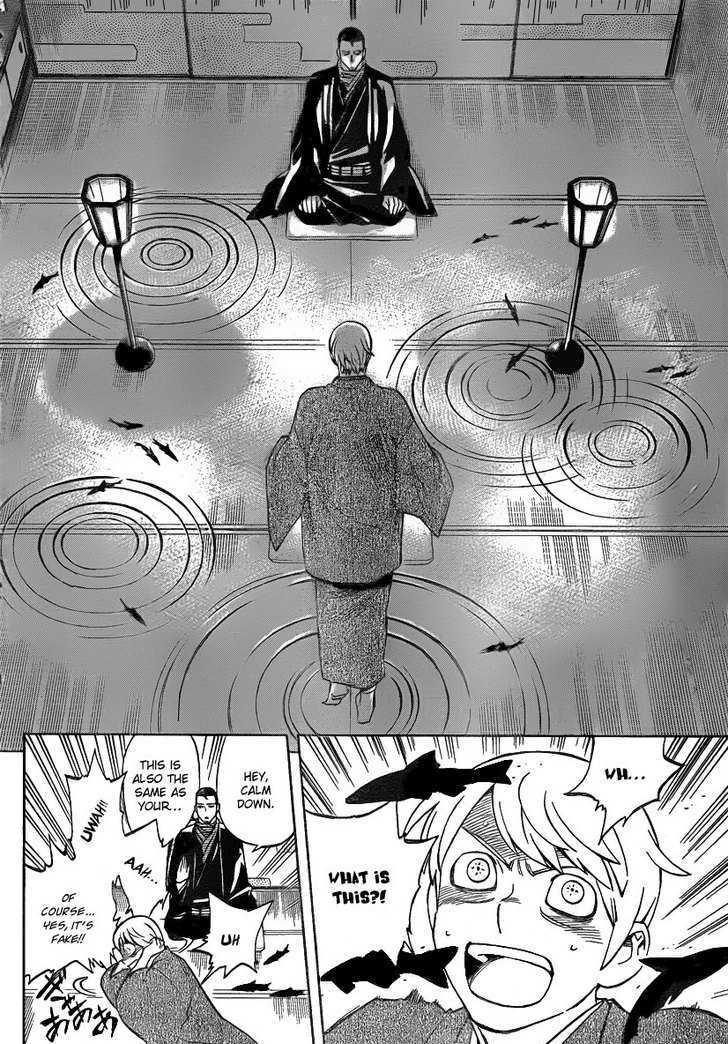 WH...
WHAT IS
THIS?!
HEY,
CALM
DOWN.
THIS IS
ALSO THE
SAME AS
YOUR..
UWAH!!
AAH...
UH
OF
COURSE...
YES, IT'S
FAKE!!